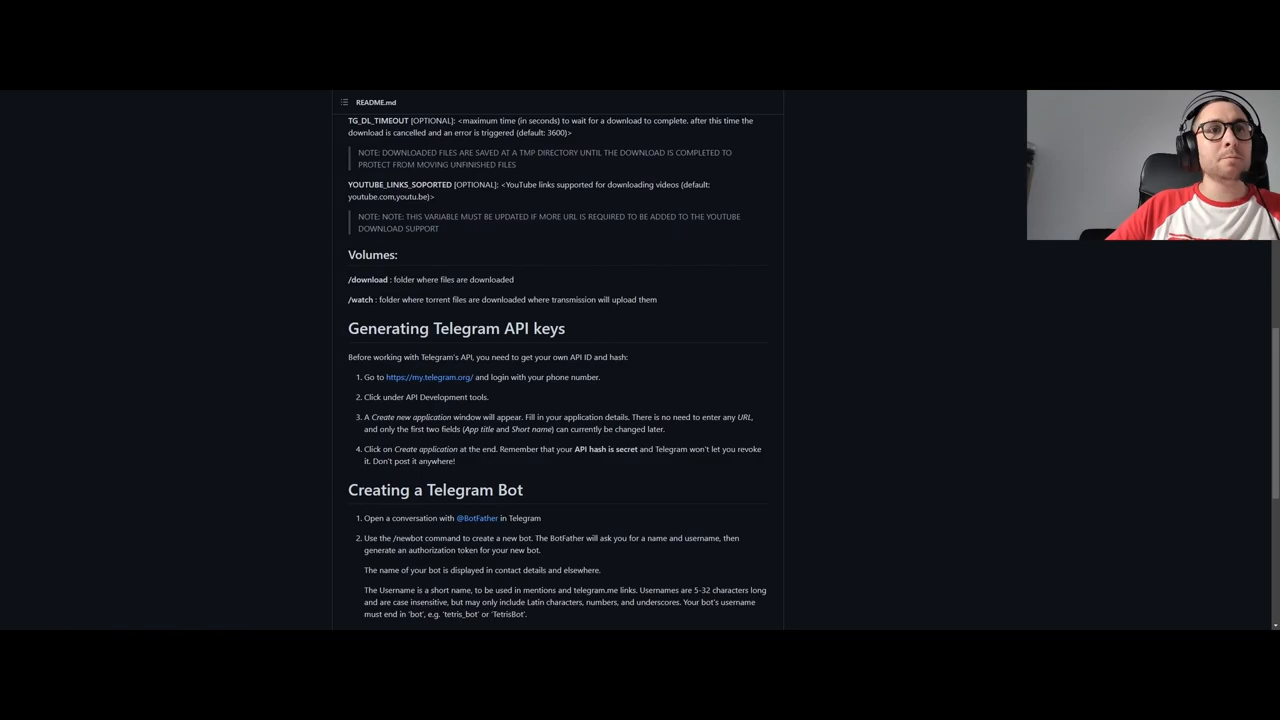 README.md
TG_DL_TIMEOUT [OPTIONAL]: <maximum time (in seconds) to wait for a download to complete. after this time the
download is cancelled and an error is triggered (default: 3600)>
NOTE: DOWNLOADED FILES ARE SAVED AT A TMP DIRECTORY UNTIL THE DOWNLOAD IS COMPLETED TO
PROTECT FROM MOVING UNFINISHED FILES
YOUTUBE_LINKS_SOPORTED [OPTIONAL]: <YouTube links supported for downloading videos (default:
youtube.com,youtu.be)>
NOTE: NOTE: THIS VARIABLE MUST BE UPDATED IF MORE URL IS REQUIRED TO BE ADDED TO THE YOUTUBE
DOWNLOAD SUPPORT
Volumes:
/download : folder where files are downloaded
/watch : folder where torrent files are downloaded where transmission will upload them
Generating Telegram API keys
Before working with Telegram's API, you need to get your own API ID and hash:
1. Go to https://my.telegram.org/ and login with your phone number.
2. Click under API Development tools.
3. A Create new application window will appear. Fill in your application details. There is no need to enter any URL,
and only the first two fields (App title and Short name) can currently be changed later.
4. Click on Create application at the end. Remember that your API hash is secret and Telegram won't let you revoke
it. Don't post it anywhere!
Creating a Telegram Bot
1. Open a conversation with @BotFather in Telegram
2. Use the /newbot command to create a new bot. The BotFather will ask you for a name and username, then
generate an authorization token for your new bot.
The name of your bot is displayed in contact details and elsewhere.
The Username is a short name, to be used in mentions and telegram.me links. Usernames are 5-32 characters long
and are case insensitive, but may only include Latin characters, numbers, and underscores. Your bot's username
must end in 'bot', e.g. 'tetris_bot' or 'TetrisBot'.